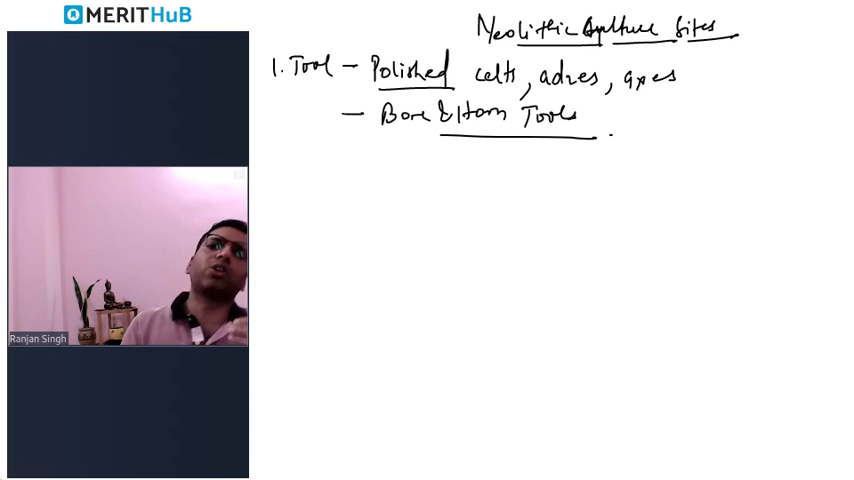 MERITHUB
Neolithic Culture Sites
1. Tool - Polished celts, adzes, axes
- Bone & Horn Tools.
Ranjan Singh